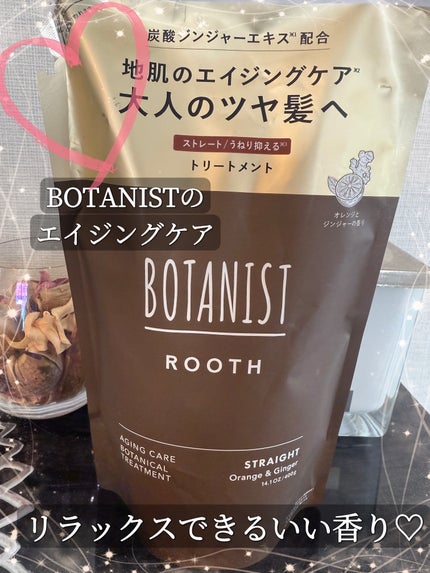 炭酸ジンジャーエキス※1配合
地肌のエイジングケア※2
大人のツヤ髪へ
ストレート/うねり抑える※3
トリートメント
オレンジと
ジンジャーの香り
BOTANISTの
エイジングケア
BOTANIST
ROOTH
AGING CARE
BOTANICAL
TREATMENT
STRAIGHT
Orange & Ginger
14.1OZ/400g
リラックスできるいい香り♡